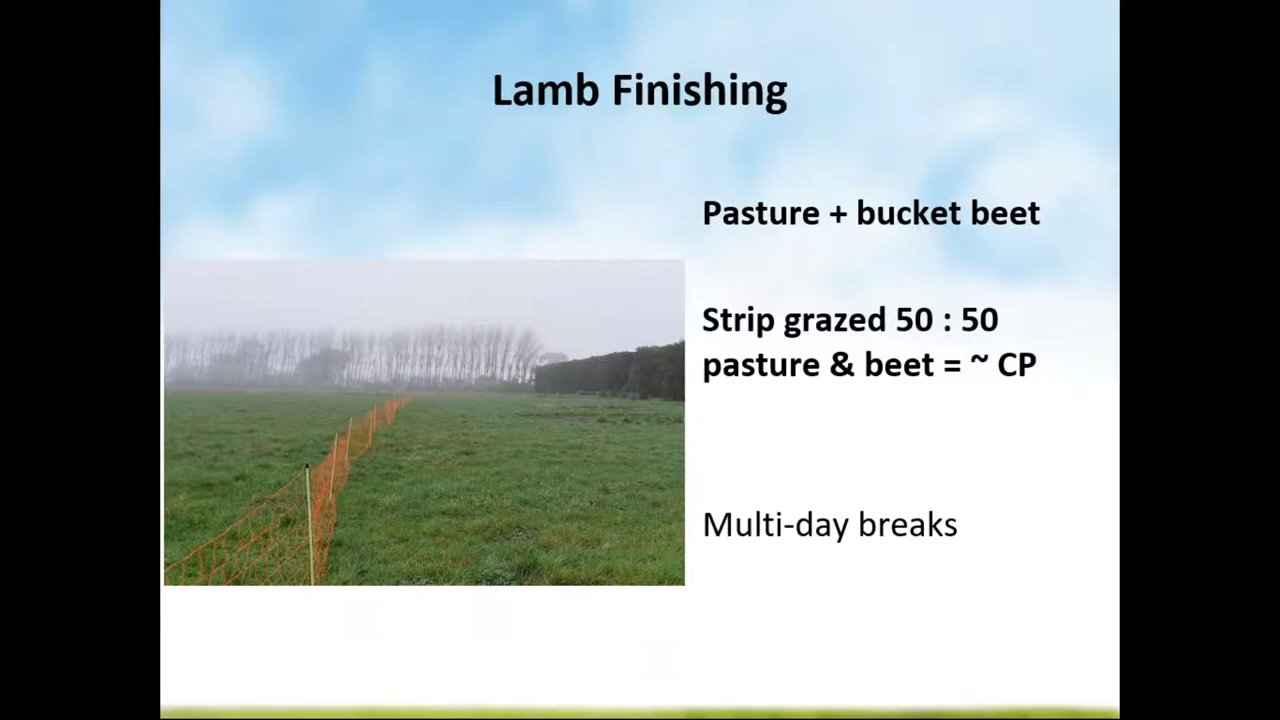 Lamb Finishing
Pasture + bucket beet
Strip grazed 50 : 50
pasture & beet = ~ CP
Multi-day breaks